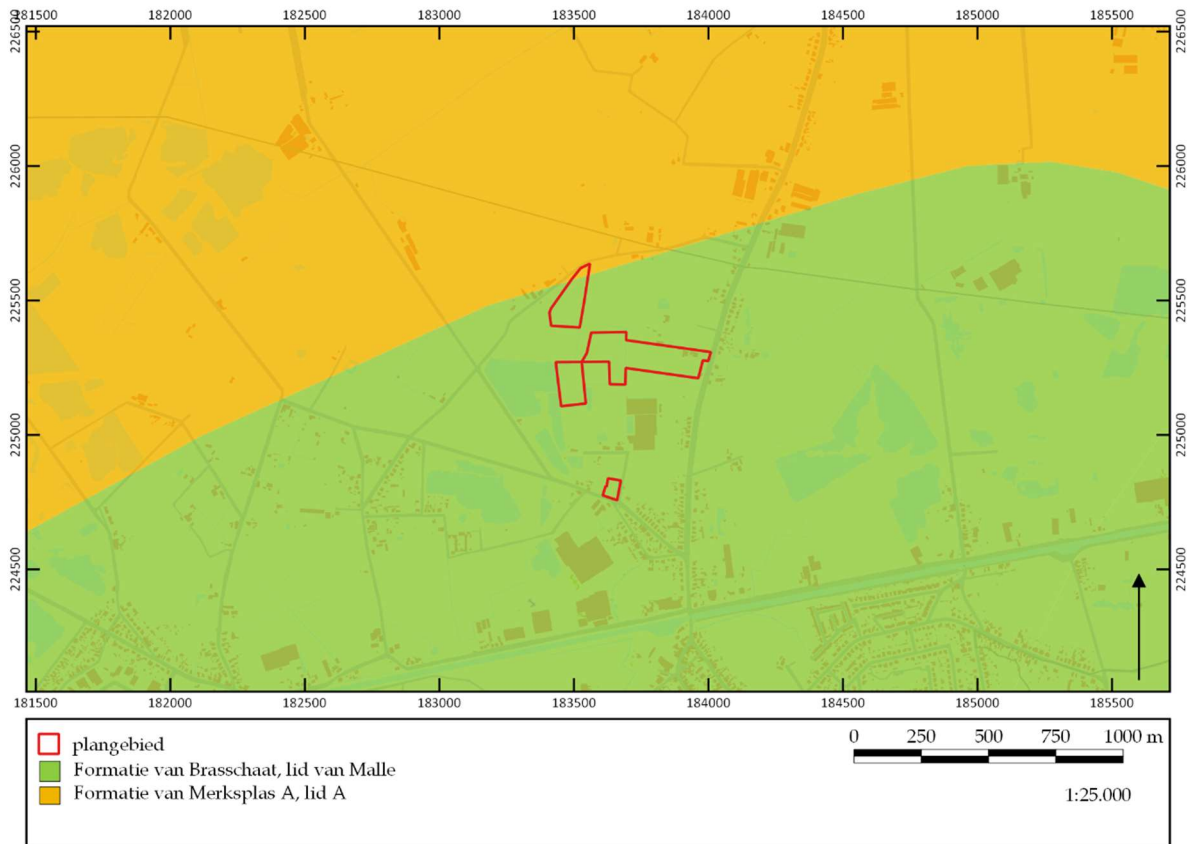 181500 182000 182500 183000 183500 184000 184500 185000 185500
226500 226500
226000 226000
225500 225500
225000 225000
224500 224500
181500 182000 182500 183000 183500 184000 184500 185000 185500
plangebied
Formatie van Brasschaat, lid van Malle
Formatie van Merksplas A, lid A
0 250 500 750 1000 m
1:25.000